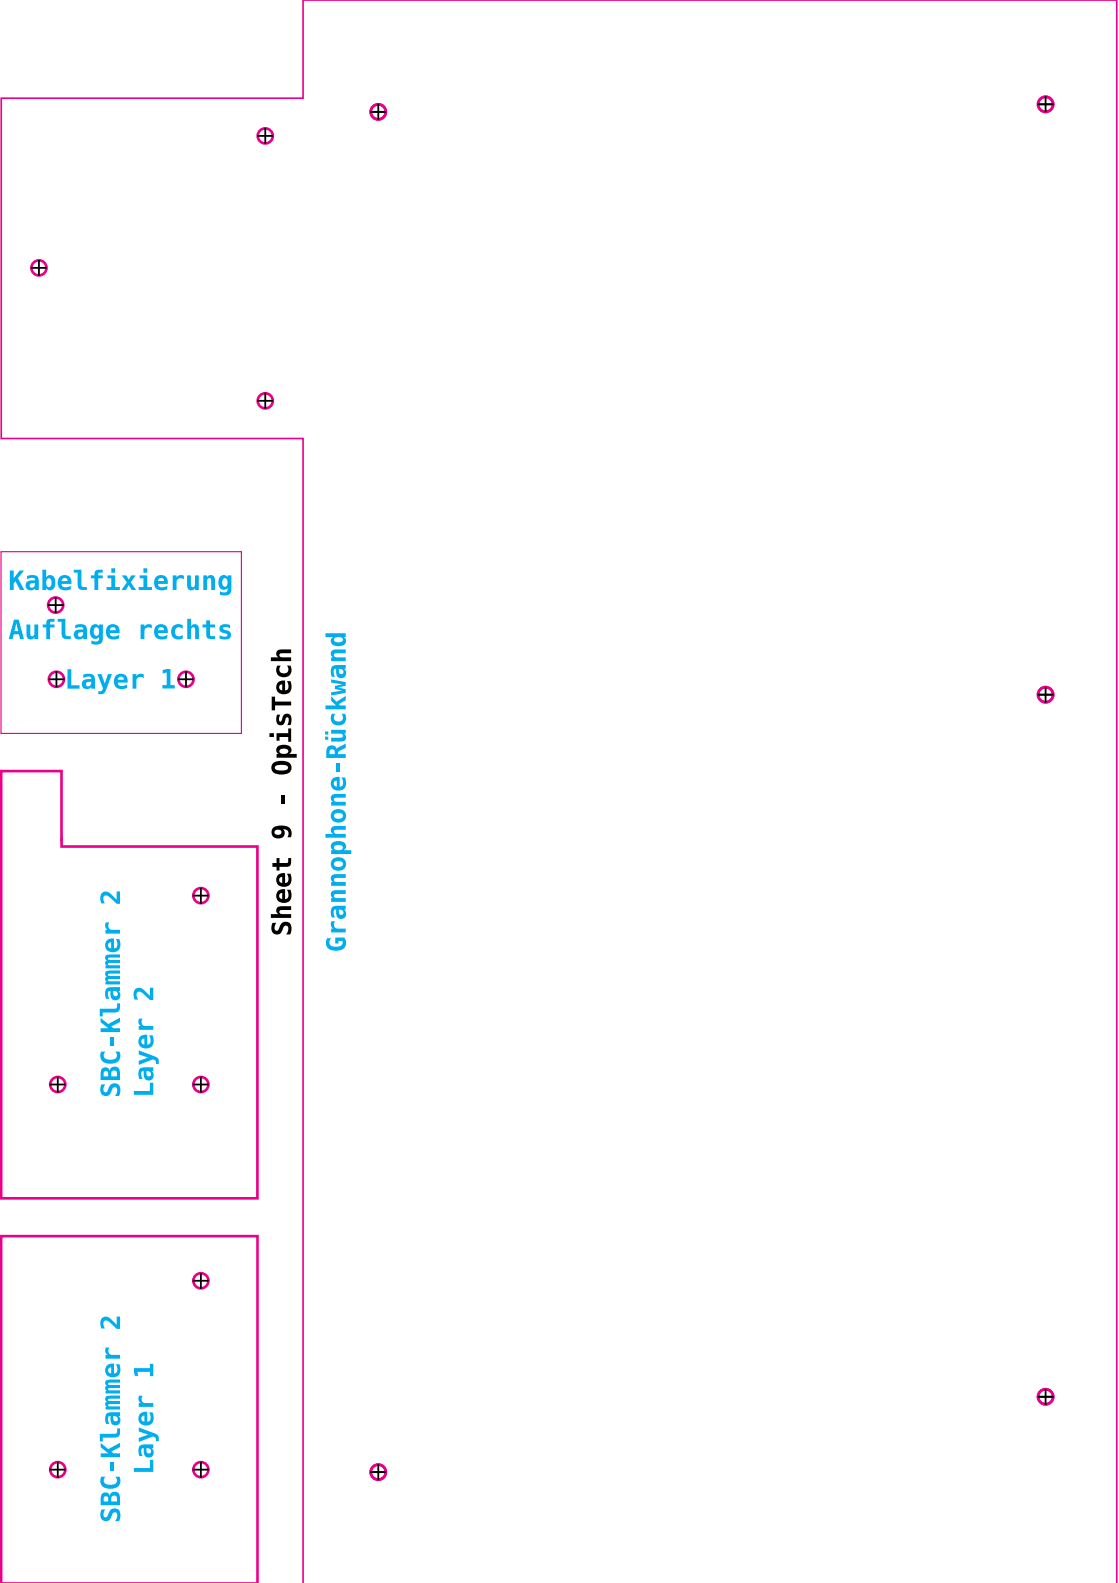 Kabelfixierung
Auflage rechts
Layer 1
Sheet 9 - OpisTech
Grannophone-Rückwand
SBC-Klammer 2
Layer 2
SBC-Klammer 2
Layer 1